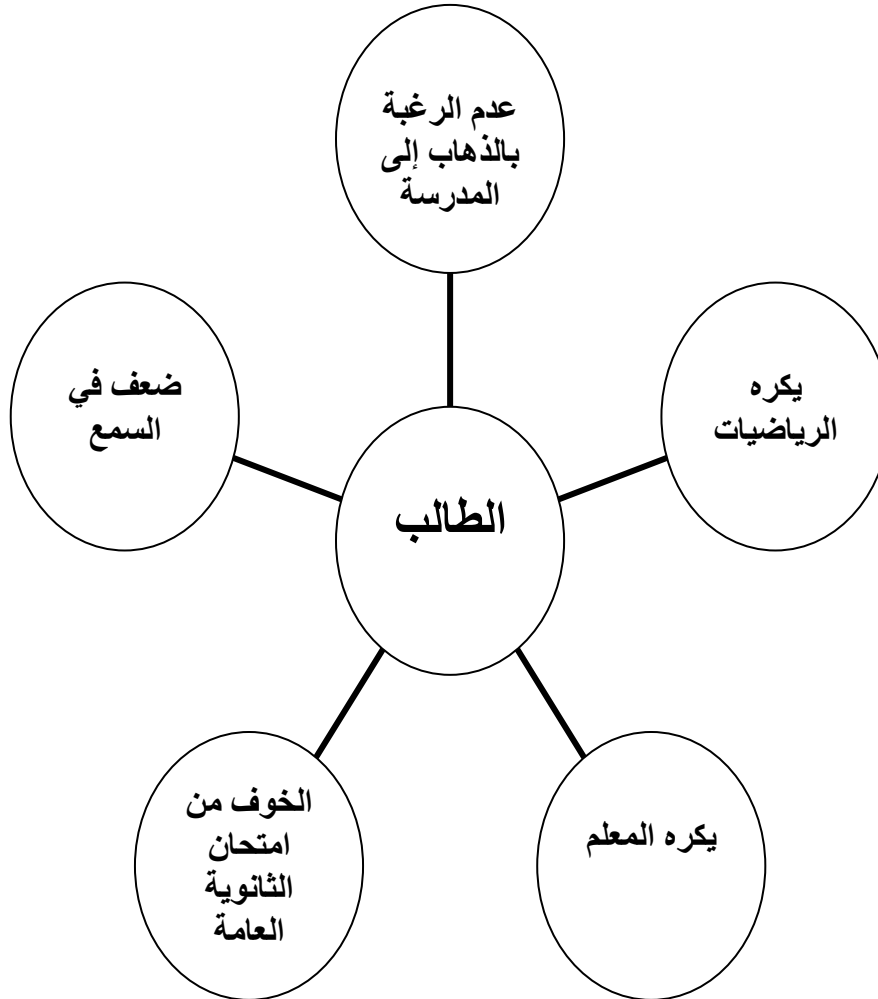 عدم الرغبة
بالذهاب إلى
المدرسة
يكره
الرياضيات
ضعف في
السمع
الطالب
يكره المعلم
الخوف من
امتحان
الثانوية
العامة